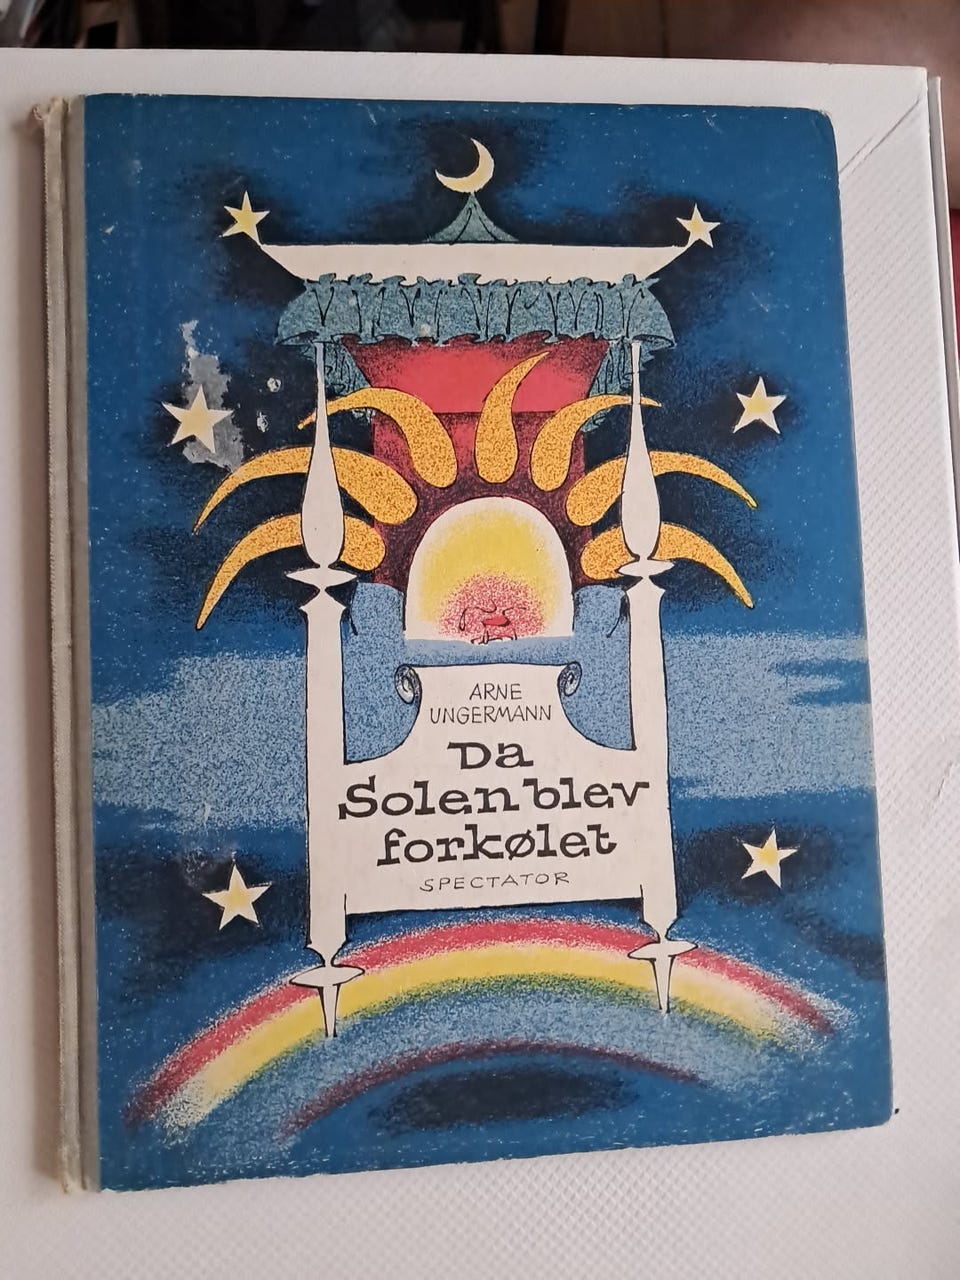 ARNE
UNGERMANN
Da
Solen blev
forkølet
SPECTATOR